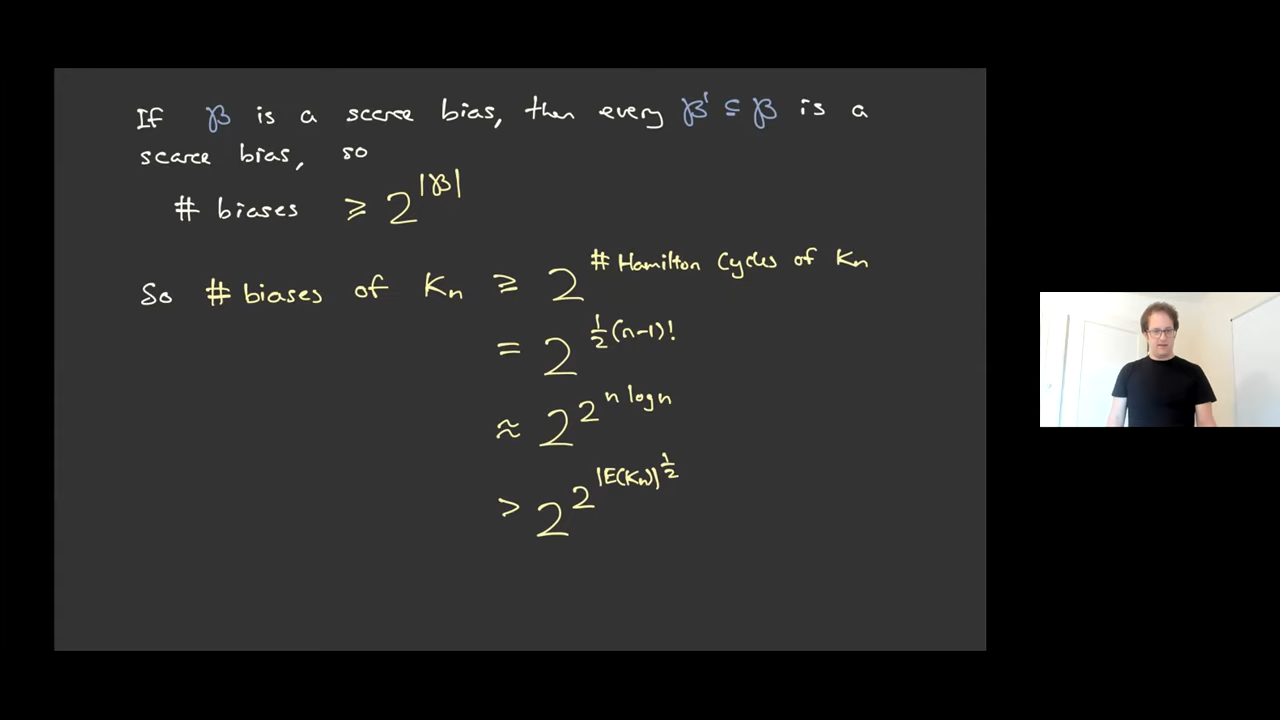 If ℬ is a scarce bias, then every ℬ' ⊆ ℬ is a
scarce bias, so
# biases ≥ 2^{|ℬ|}
So # biases of Kₙ ≥ 2^{# Hamilton Cycles of Kₙ}
= 2^{½(n-1)!}
≈ 2^{2^{n log n}}
> 2^{2^{|E(Kₙ)|^{½}}}